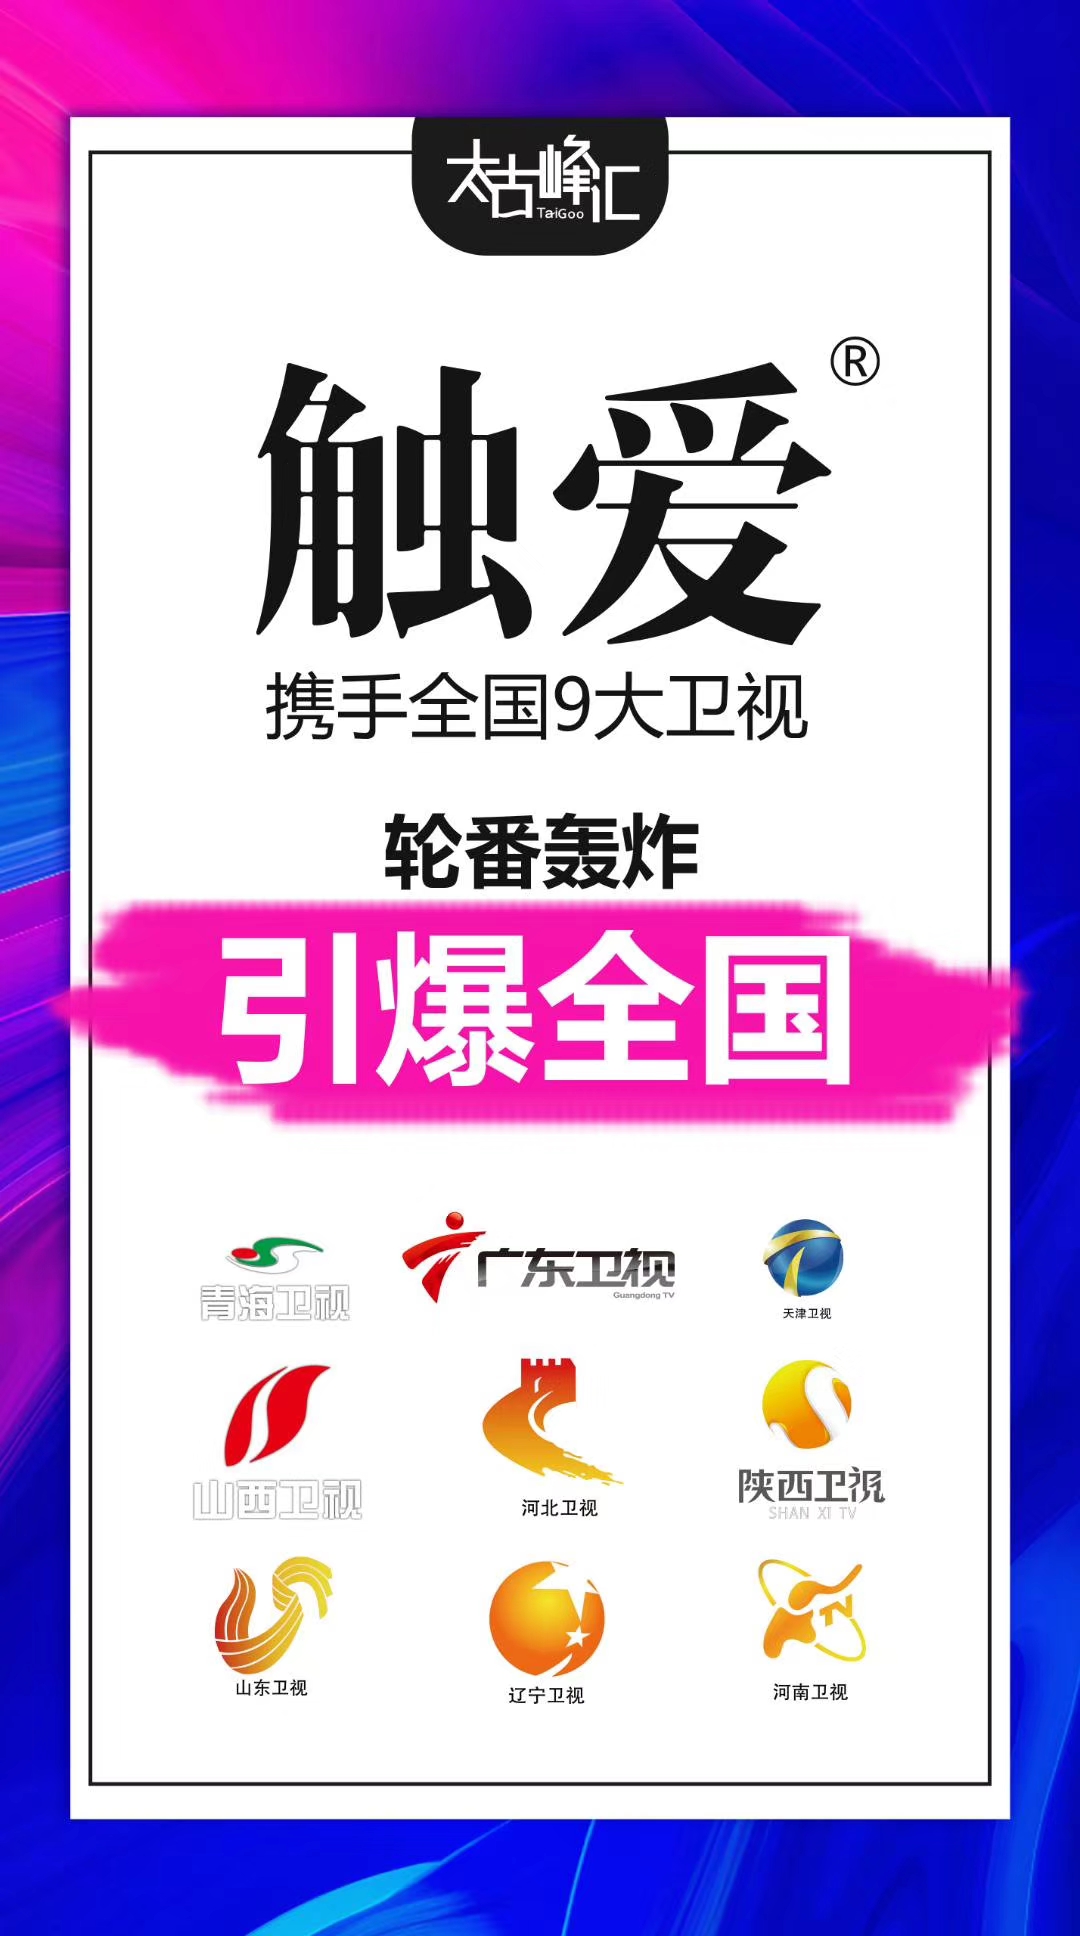 太古峰汇
TaiGoo
触爱®
携手全国9大卫视
轮番轰炸
引爆全国
青海卫视
广东卫视
Guangdong TV
天津卫视
山西卫视
河北卫视
陕西卫视
SHAN XI TV
山东卫视
辽宁卫视
TV
河南卫视